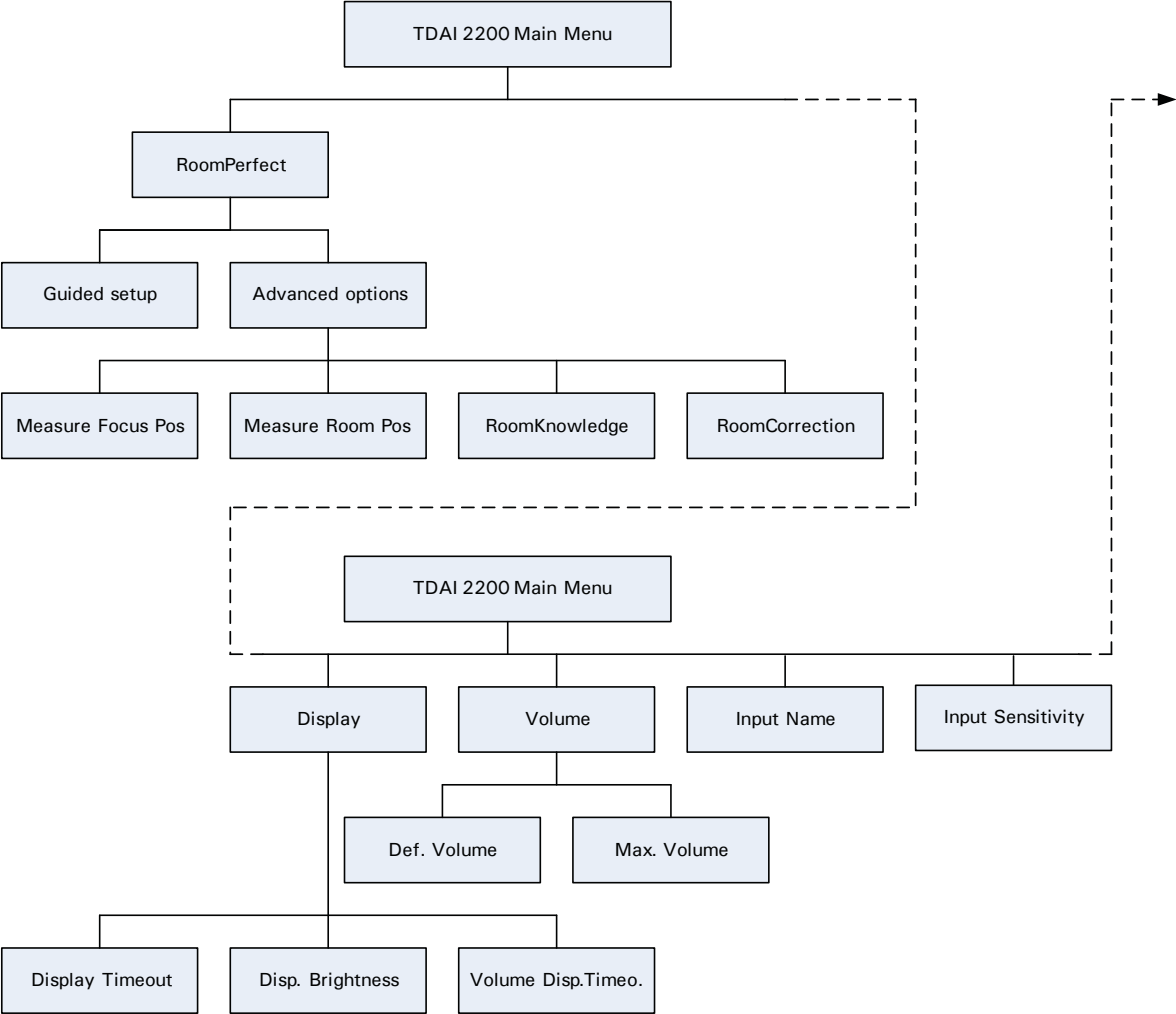 TDAI 2200 Main Menu
RoomPerfect
Guided setup
Advanced options
Measure Focus Pos
Measure Room Pos
RoomKnowledge
RoomCorrection
TDAI 2200 Main Menu
Display
Volume
Input Name
Input Sensitivity
Def. Volume
Max. Volume
Display Timeout
Disp. Brightness
Volume Disp.Timeo.